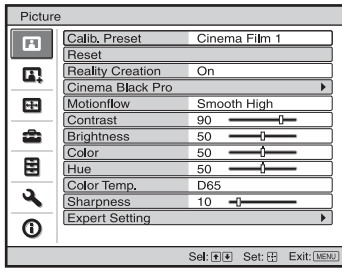 Picture
Calib. Preset Cinema Film 1
Reset
Reality Creation On
Cinema Black Pro
Motionflow Smooth High
Contrast 90
Brightness 50
Color 50
Hue 50
Color Temp. D65
Sharpness 10
Expert Setting
Sel: Set: Exit: MENU